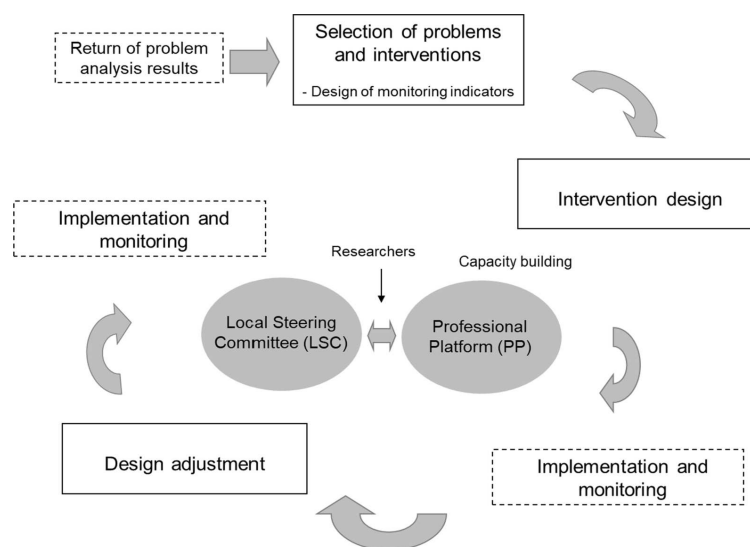 Return of problem
analysis results
Selection of problems
and interventions
- Design of monitoring indicators
Intervention design
Implementation and
monitoring
Researchers
Capacity building
Local Steering
Committee (LSC)
Professional
Platform (PP)
Design adjustment
Implementation and
monitoring